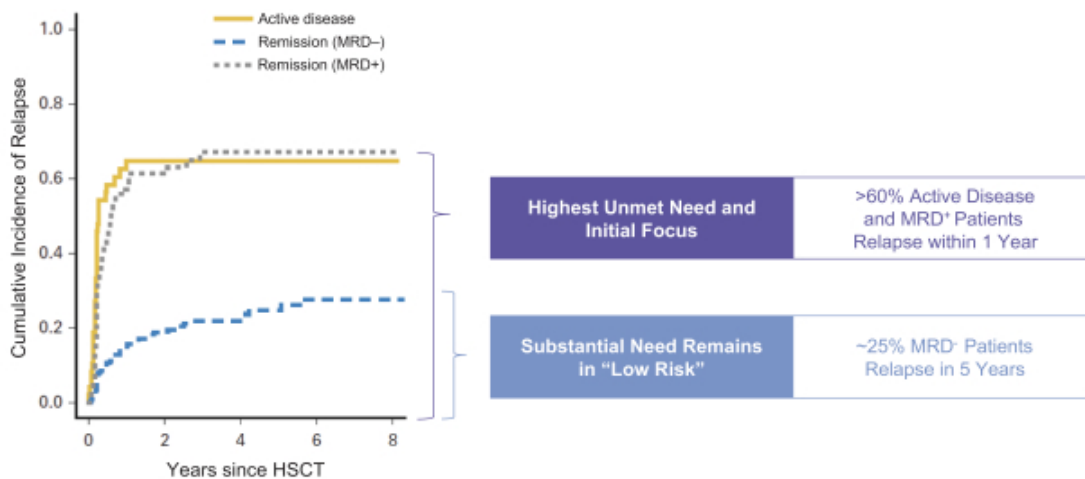 Active disease
Remission (MRD–)
Remission (MRD+)
Cumulative Incidence of Relapse
1.0
0.8
0.6
0.4
0.2
0.0
0 2 4 6 8
Years since HSCT
Highest Unmet Need and
Initial Focus
>60% Active Disease
and MRD⁺ Patients
Relapse within 1 Year
Substantial Need Remains
in “Low Risk”
~25% MRD⁻ Patients
Relapse in 5 Years